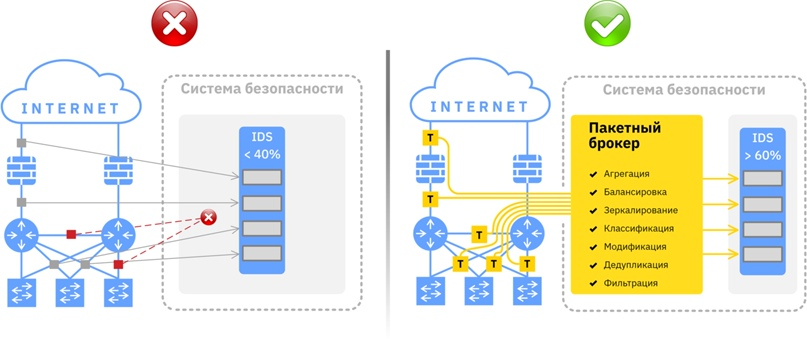 INTERNET
Система безопасности
IDS
< 40%
INTERNET
Система безопасности
T
T
T
T
T
T
Пакетный
брокер
Агрегация
Балансировка
Зеркалирование
Классификация
Модификация
Дедупликация
Фильтрация
IDS
> 60%